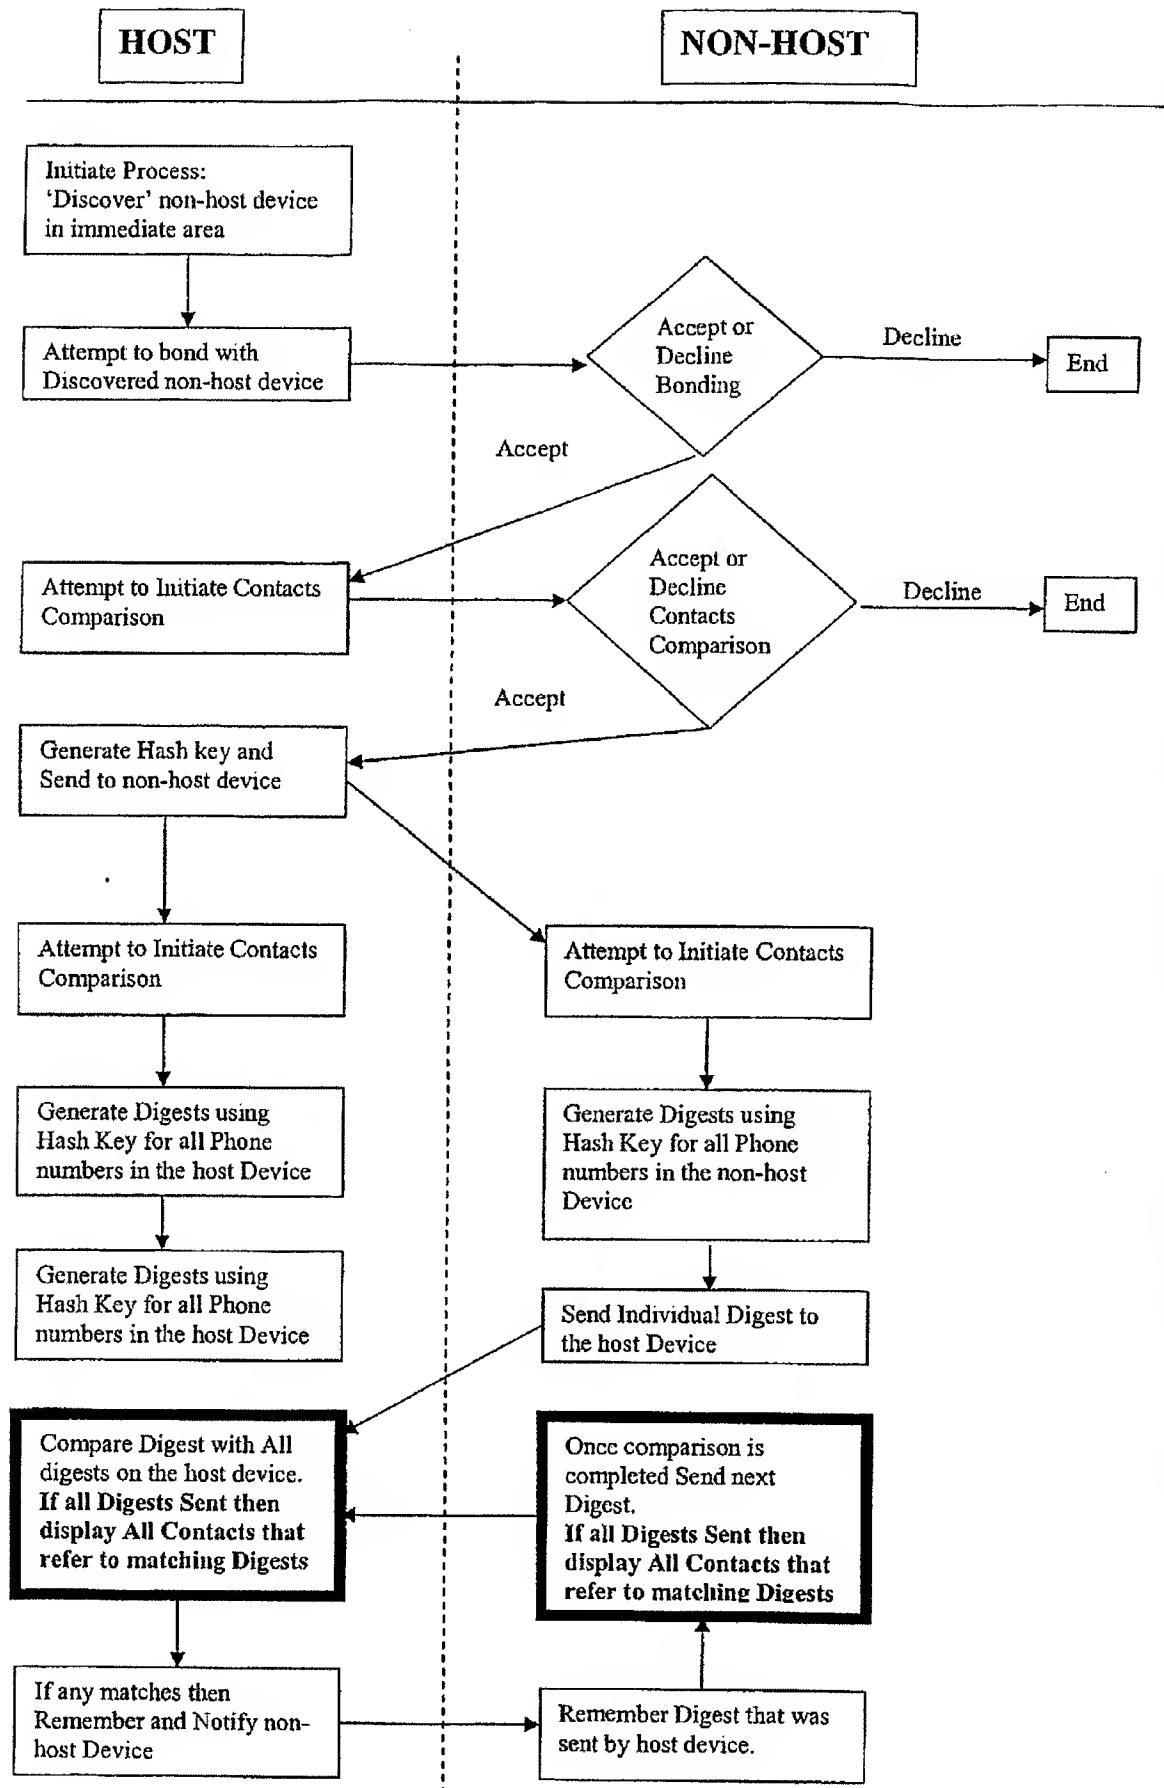 HOST
NON-HOST
Initiate Process:
‘Discover’ non-host device
in immediate area
Attempt to bond with
Discovered non-host device
Accept or
Decline
Bonding
Decline
End
Accept
Attempt to Initiate Contacts
Comparison
Accept or
Decline
Contacts
Comparison
Decline
End
Accept
Generate Hash key and
Send to non-host device
Attempt to Initiate Contacts
Comparison
Attempt to Initiate Contacts
Comparison
Generate Digests using
Hash Key for all Phone
numbers in the host Device
Generate Digests using
Hash Key for all Phone
numbers in the non-host
Device
Generate Digests using
Hash Key for all Phone
numbers in the host Device
Send Individual Digest to
the host Device
Compare Digest with All
digests on the host device.
If all Digests Sent then
display All Contacts that
refer to matching Digests
Once comparison is
completed Send next
Digest.
If all Digests Sent then
display All Contacts that
refer to matching Digests
If any matches then
Remember and Notify non-
host Device
Remember Digest that was
sent by host device.